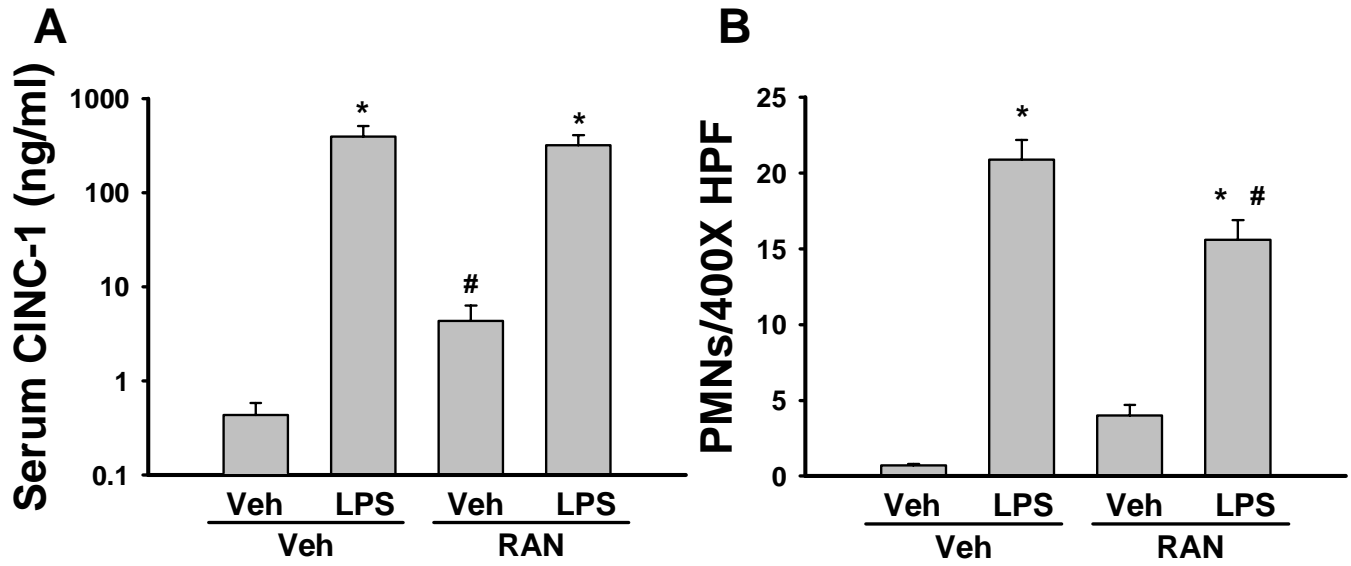 A
Serum CINC-1 (ng/ml)
1000
100
10
1
0.1
*
#
*
Veh LPS Veh LPS
Veh RAN
B
PMNs/400X HPF
25
20
15
10
5
0
*
* #
Veh LPS Veh LPS
Veh RAN